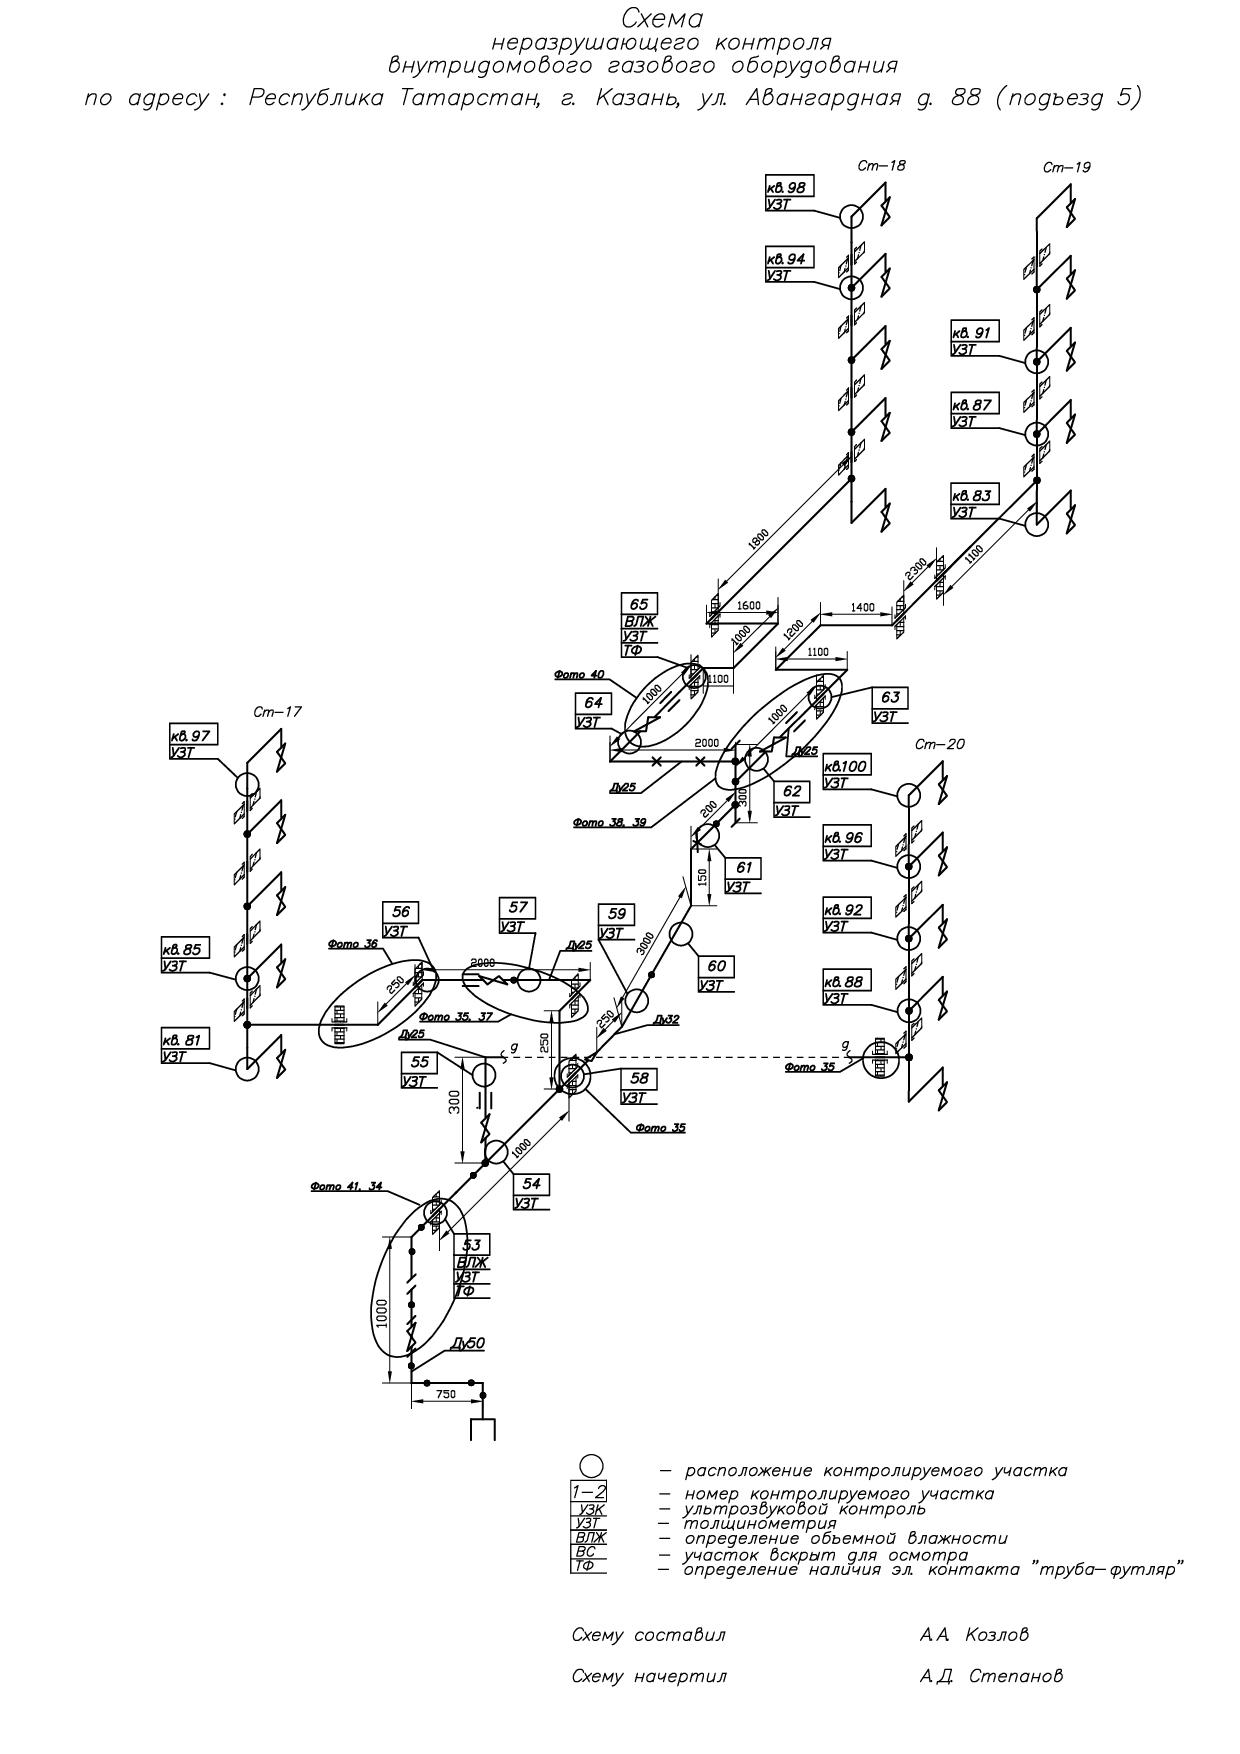 Схема
неразрушающего контроля
внутридомового газового оборудования
по адресу : Республика Татарстан, г. Казань, ул. Авангардная д. 88 (подъезд 5)
Ст-18
Ст-19
кв.98
УЗТ
кв.94
УЗТ
кв.91
УЗТ
кв.87
УЗТ
кв.83
УЗТ
1800
2300
1100
65
ВЛЖ
УЗТ
ТФ
1600
1000
1200
1400
1100
Фото 40
1000
1100
64
УЗТ
63
УЗТ
1000
2000
Ду25
Ду25
Ст-17
кв.97
УЗТ
Ст-20
кв.100
УЗТ
62
УЗТ
300
200
Фото 38, 39
кв.96
УЗТ
61
УЗТ
150
56
УЗТ
57
УЗТ
59
УЗТ
кв.92
УЗТ
Фото 36
2000
Ду25
3000
кв.85
УЗТ
60
УЗТ
кв.88
УЗТ
250
Фото 35, 37
250
Ду32
кв.81
УЗТ
Ду25
g
250
g
Фото 35
55
УЗТ
58
УЗТ
300
Фото 35
1000
54
УЗТ
Фото 41, 34
53
ВЛЖ
УЗТ
ТФ
1000
Ду50
750
– расположение контролируемого участка
1-2 – номер контролируемого участка
УЗК – ультрозвуковой контроль
УЗТ – толщинометрия
ВЛЖ – определение объемной влажности
ВС – участок вскрыт для осмотра
ТФ – определение наличия эл. контакта "труба-футляр"
Схему составил А.А. Козлов
Схему начертил А.Д. Степанов